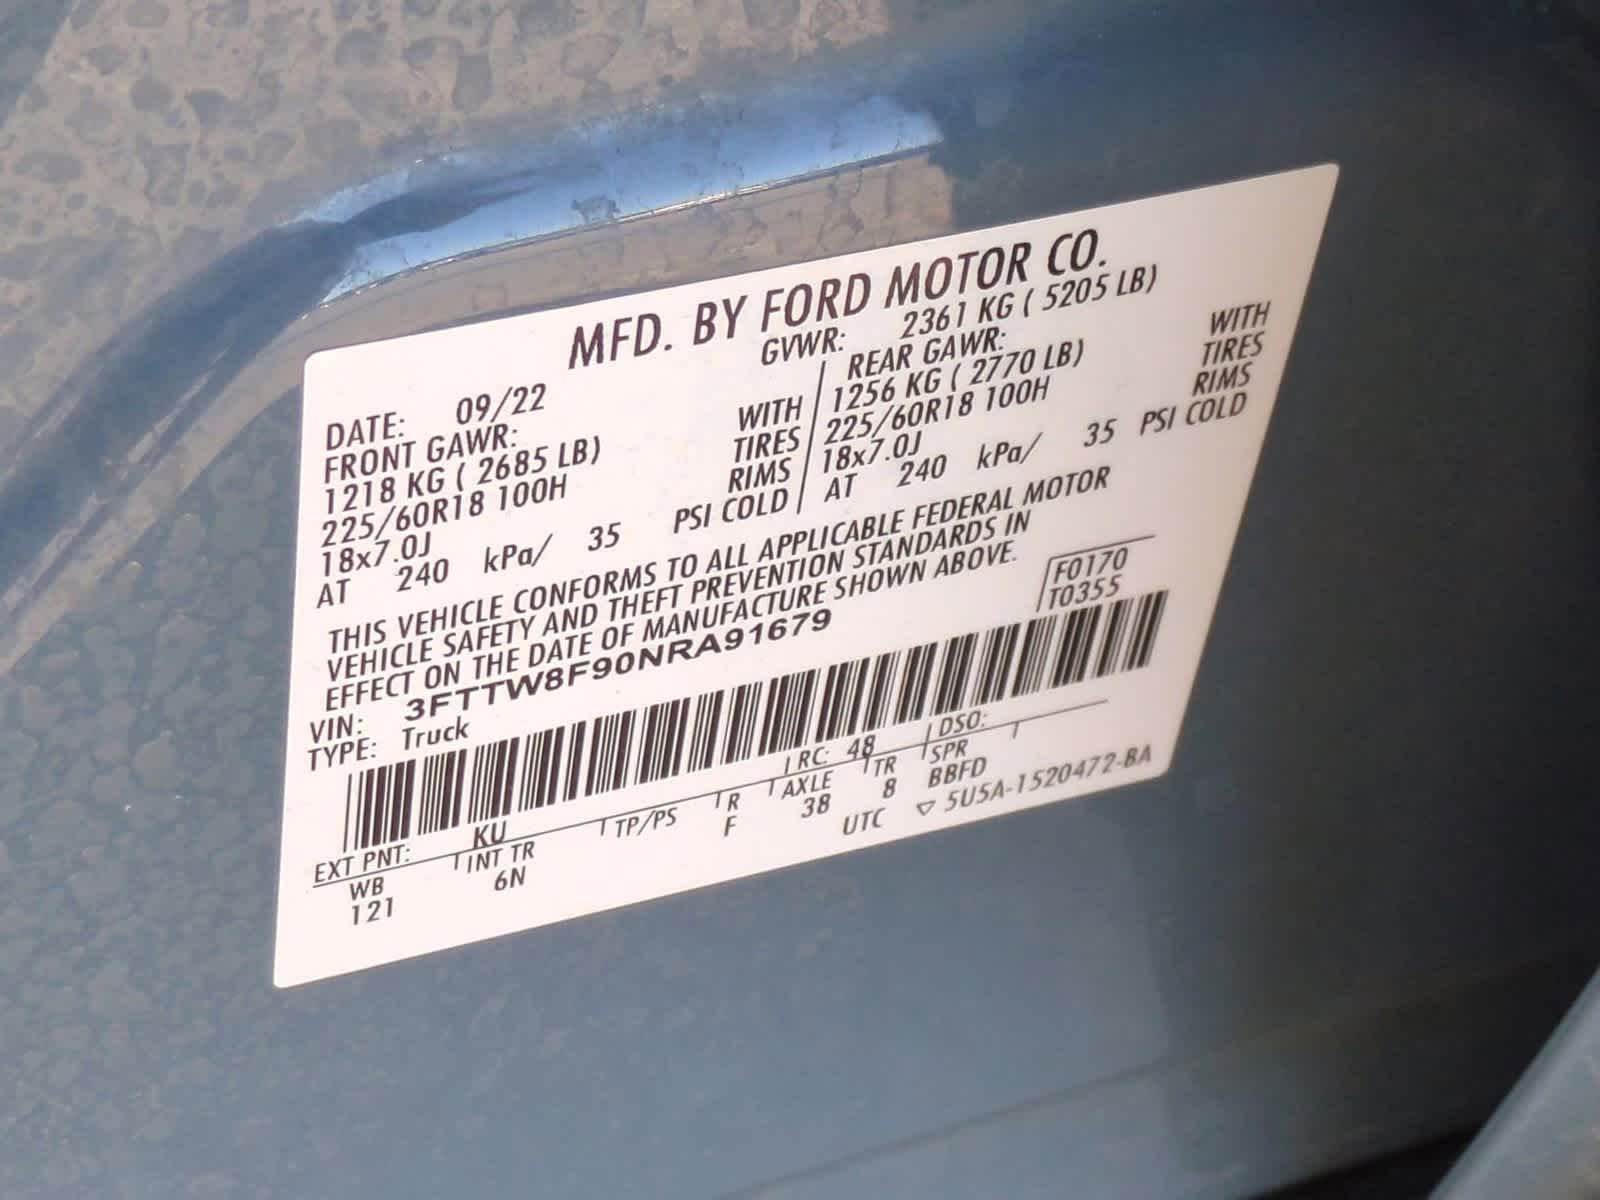 MFD. BY FORD MOTOR CO.
DATE: 09/22 GVWR: 2361 KG ( 5205 LB)
FRONT GAWR: REAR GAWR:
1218 KG ( 2685 LB) WITH 1256 KG ( 2770 LB) WITH
225/60R18 100H TIRES 225/60R18 100H TIRES
18x7.0J RIMS 18x7.0J RIMS
AT 240 kPa/ 35 PSI COLD AT 240 kPa/ 35 PSI COLD
THIS VEHICLE CONFORMS TO ALL APPLICABLE FEDERAL MOTOR
VEHICLE SAFETY AND THEFT PREVENTION STANDARDS IN
EFFECT ON THE DATE OF MANUFACTURE SHOWN ABOVE.
F0170
T0355
VIN: 3FTTW8F90NRA91679
TYPE: Truck
EXT PNT: KU RC: 48 DSO:
WB INT TR TP/PS R AXLE TR SPR
121 6N F 38 8 BBFD
UTC ▽ 5U5A-1520472-BA